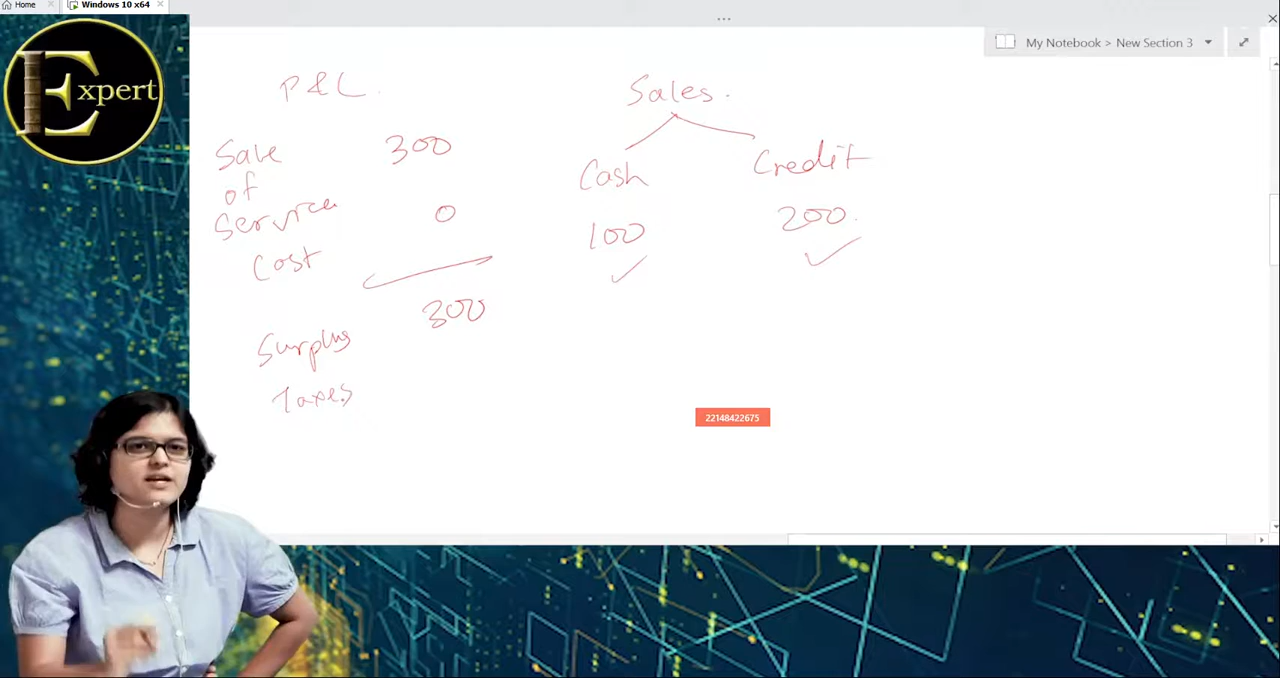 Home
Windows 10 x64
Expert
My Notebook > New Section 3
P & L.
Sales.
Sale of Service 300
Cash
Credit
Cost 0
100
200.
300
Surplus
Taxes
22148422675